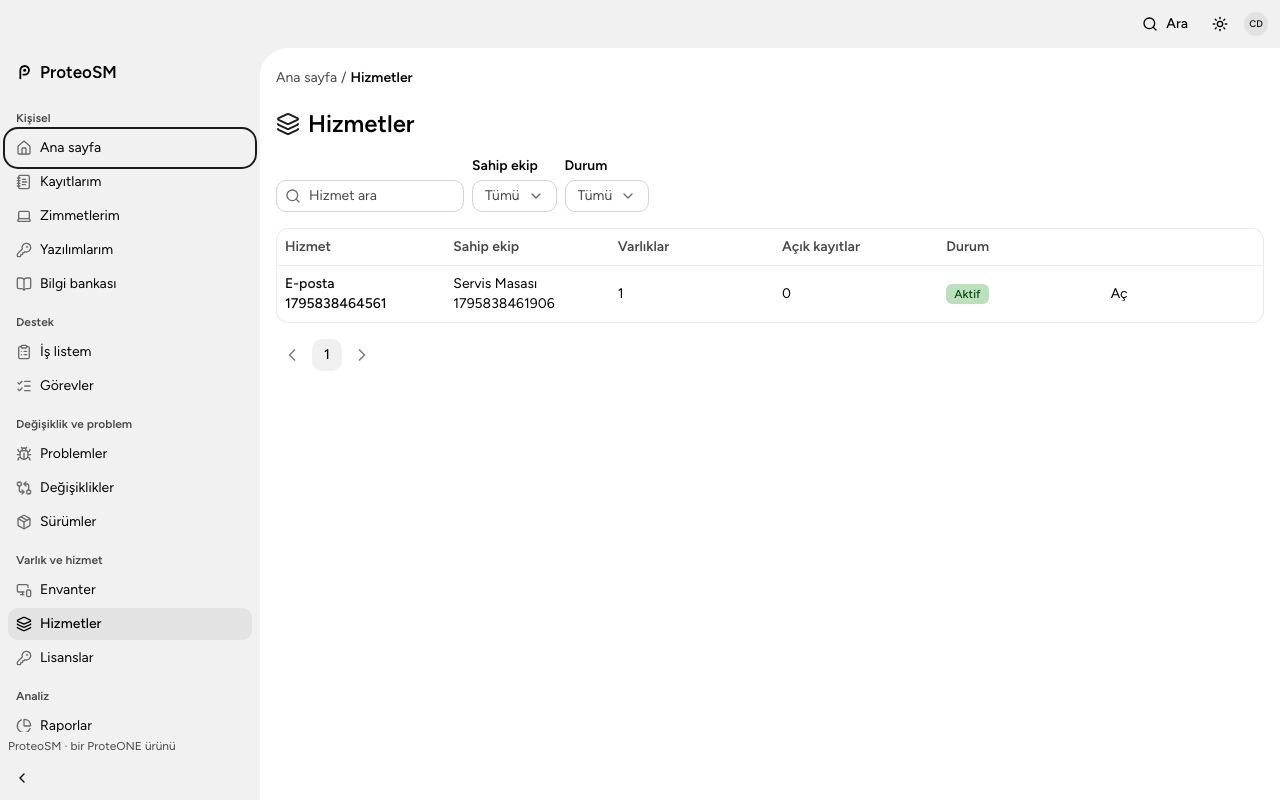 Ara
CD
ProteoSM
Kişisel
Ana sayfa
Kayıtlarım
Zimmetlerim
Yazılımlarım
Bilgi bankası
Destek
İş listem
Görevler
Değişiklik ve problem
Problemler
Değişiklikler
Sürümler
Varlık ve hizmet
Envanter
Hizmetler
Lisanslar
Analiz
Raporlar
ProteoSM · bir ProteONE ürünü
Ana sayfa / Hizmetler
Hizmetler
Sahip ekip Durum
Hizmet ara Tümü Tümü
Hizmet Sahip ekip Varlıklar Açık kayıtlar Durum
E-posta 1795838464561 Servis Masası 1795838461906 1 0 Aktif Aç
1